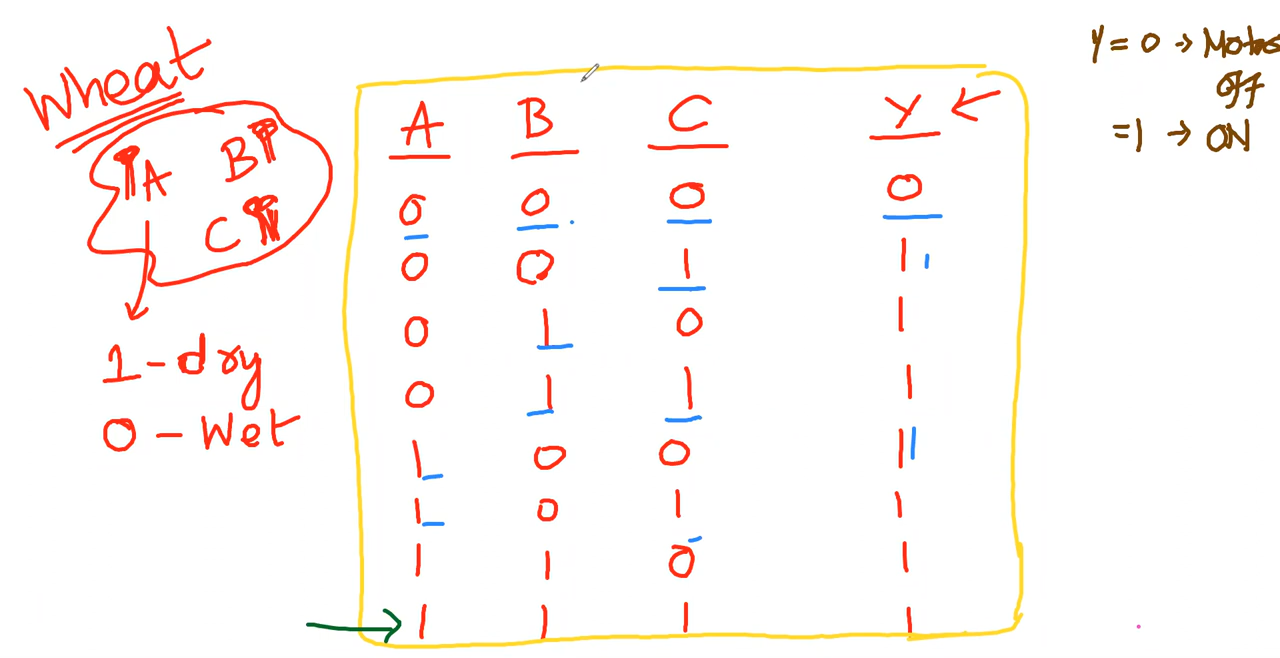 Wheat
A B
C
1 - dry
0 - Wet
A B C Y
0 0 0 0
0 0 1 1
0 1 0 1
0 1 1 1
1 0 0 1
1 0 1 1
1 1 0 1
1 1 1 1
Y = 0 → Motor
OFF
= 1 → ON